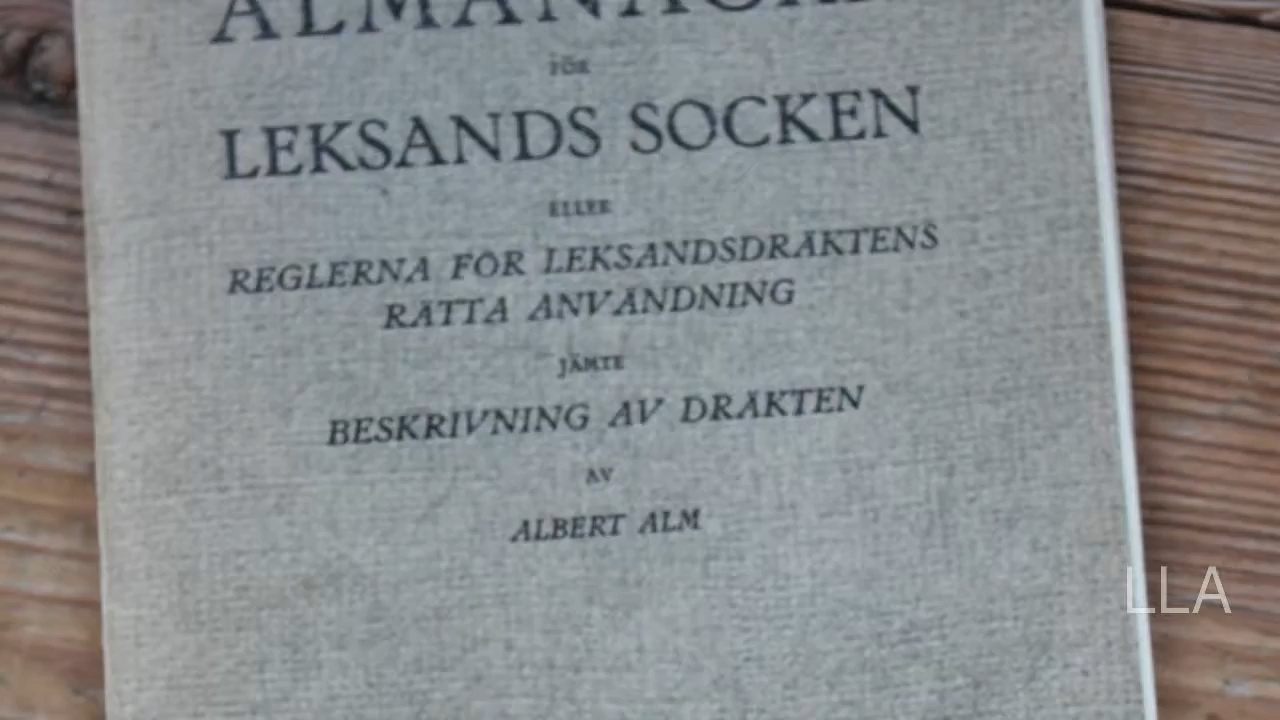 FÖR
LEKSANDS SOCKEN
ELLER
REGLERNA FÖR LEKSANDSDRÄKTENS
RÄTTA ANVÄNDNING
JÄMTE
BESKRIVNING AV DRÄKTEN
AV
ALBERT ALM
LLA